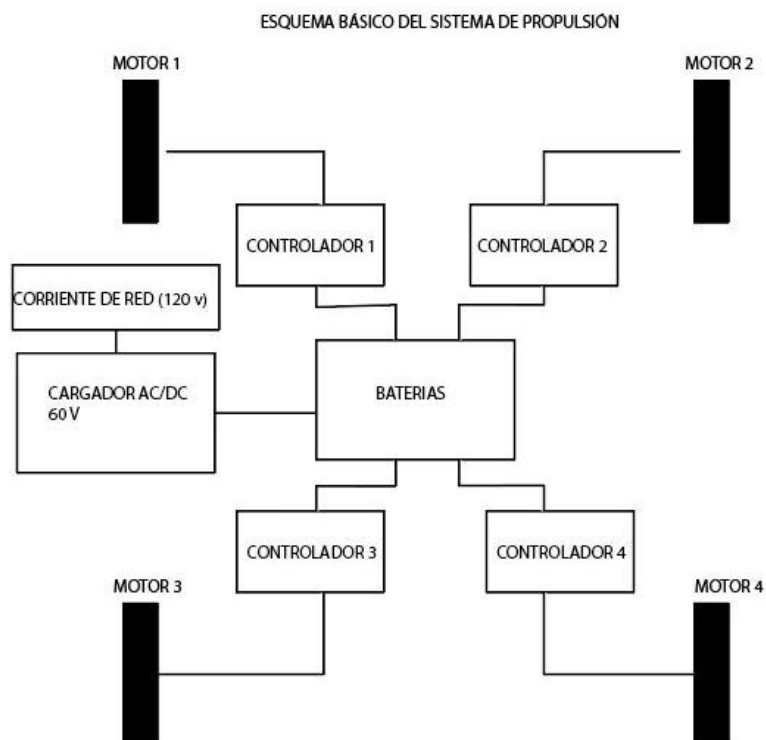 ESQUEMA BÁSICO DEL SISTEMA DE PROPULSIÓN
MOTOR 1
MOTOR 2
CONTROLADOR 1
CONTROLADOR 2
CORRIENTE DE RED (120 v)
CARGADOR AC/DC
60 V
BATERIAS
CONTROLADOR 3
CONTROLADOR 4
MOTOR 3
MOTOR 4